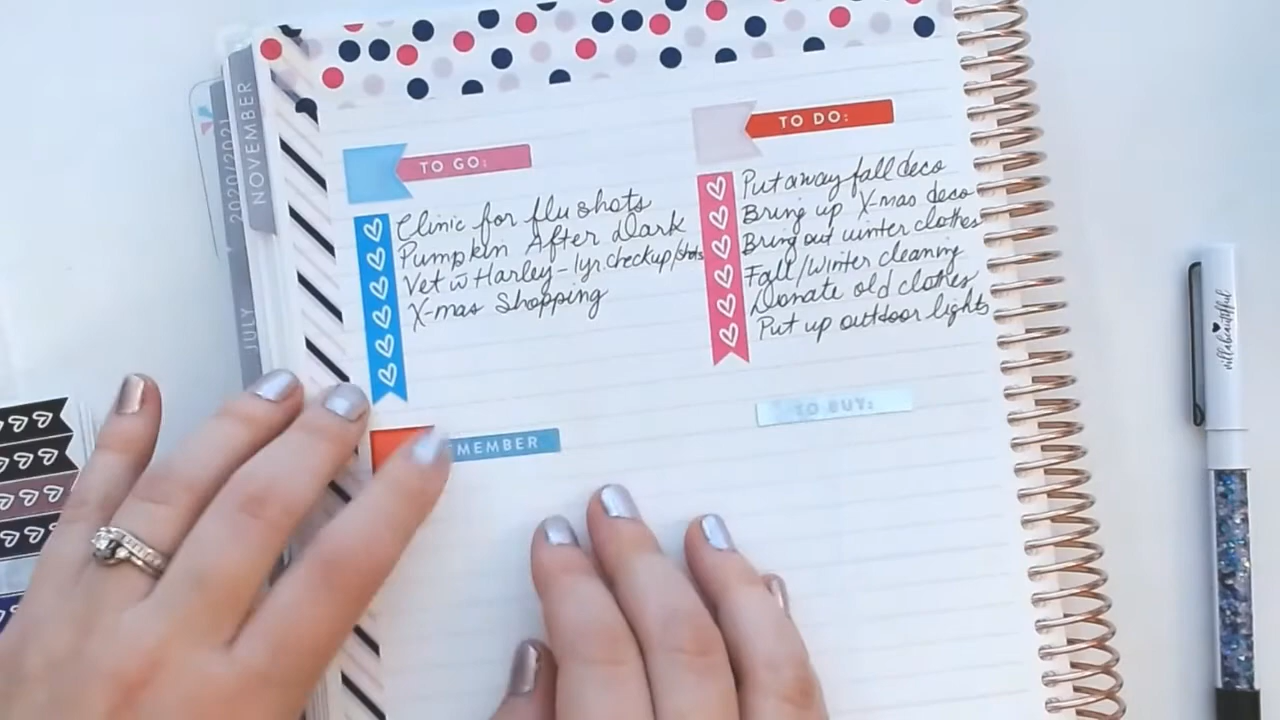 2020/2021
NOVEMBER
JULY
TO GO:
Clinic for flu shots
Pumpkin After Dark
Vet w̄ Harley - 1yr. checkup/shots
X-mas Shopping
TO DO:
Put away fall deco
Bring up X-mas deco
Bring out winter clothes
Fall/Winter cleaning
Donate old clothes
Put up outdoor lights
MEMBER
TO BUY:
villabeautifful